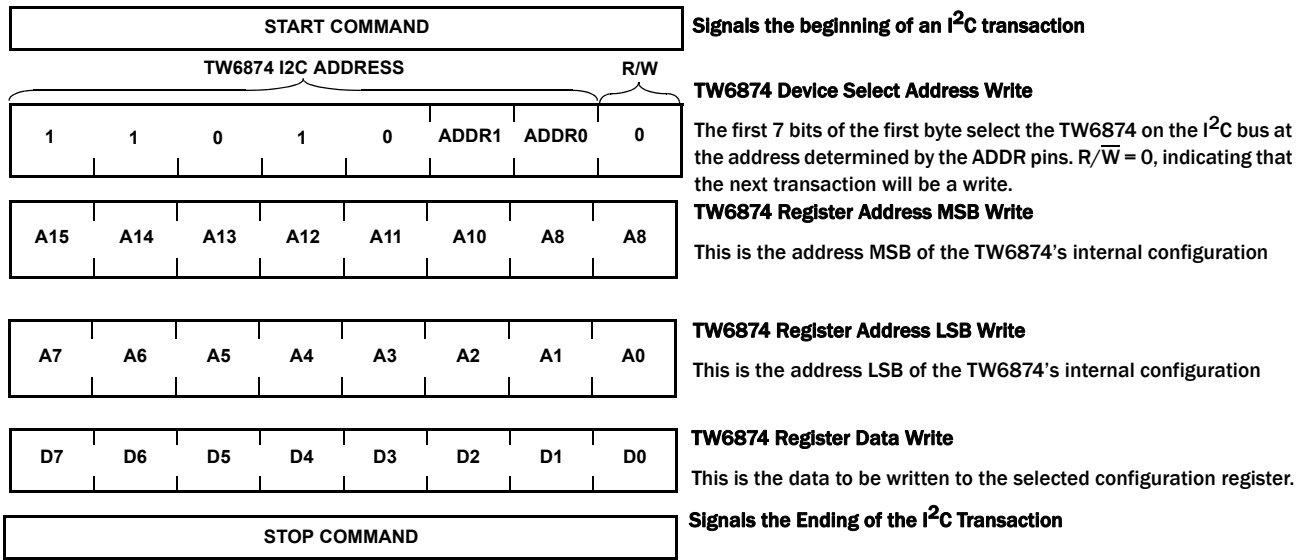 START COMMAND
Signals the beginning of an I²C transaction
TW6874 I2C ADDRESS
R/W
1 1 0 1 0 ADDR1 ADDR0 0
TW6874 Device Select Address Write
The first 7 bits of the first byte select the TW6874 on the I²C bus at
the address determined by the ADDR pins. R/W̅ = 0, indicating that
the next transaction will be a write.
A15 A14 A13 A12 A11 A10 A8 A8
TW6874 Register Address MSB Write
This is the address MSB of the TW6874's internal configuration
A7 A6 A5 A4 A3 A2 A1 A0
TW6874 Register Address LSB Write
This is the address LSB of the TW6874's internal configuration
D7 D6 D5 D4 D3 D2 D1 D0
TW6874 Register Data Write
This is the data to be written to the selected configuration register.
STOP COMMAND
Signals the Ending of the I²C Transaction